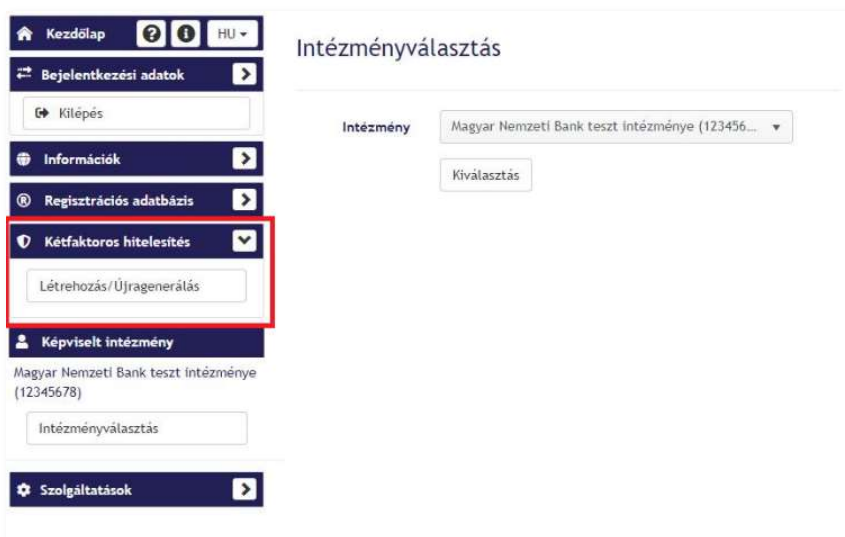 Kezdőlap HU
Bejelentkezési adatok
Kilépés
Információk
Regisztrációs adatbázis
Kétfaktoros hitelesítés
Létrehozás/Újragenerálás
Képviselt intézmény
Magyar Nemzeti Bank teszt intézménye
(12345678)
Intézményválasztás
Szolgáltatások
Intézményválasztás
Intézmény Magyar Nemzeti Bank teszt intézménye (123456...
Kiválasztás